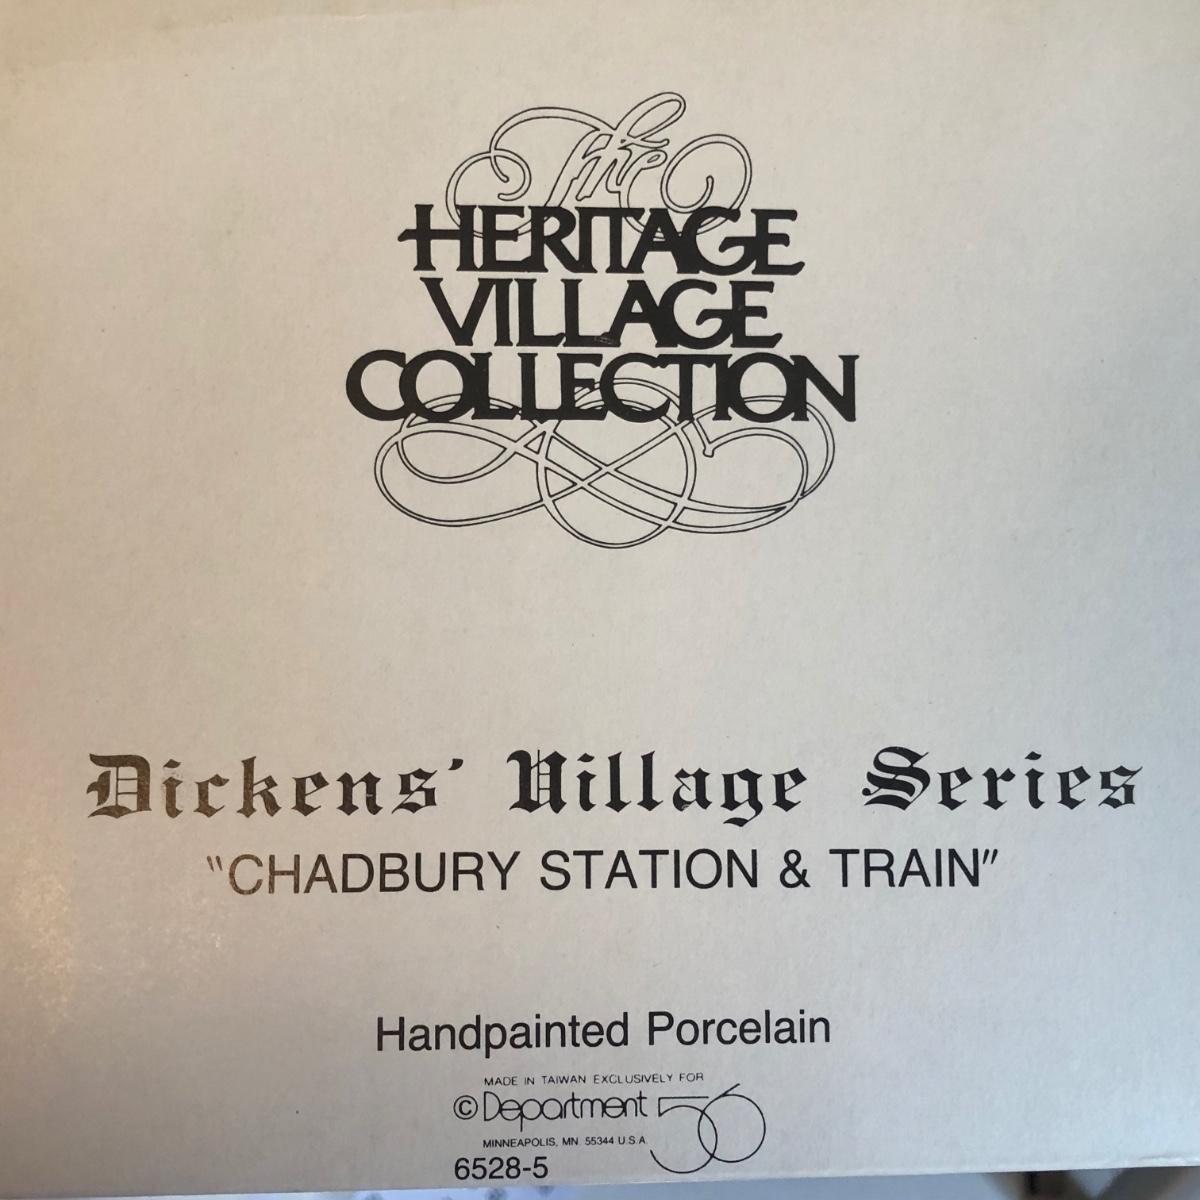 The
HERITAGE
VILLAGE
COLLECTION
Dickens' Village Series
"CHADBURY STATION & TRAIN"
Handpainted Porcelain
MADE IN TAIWAN EXCLUSIVELY FOR
© Department 56
MINNEAPOLIS, MN 55344 U.S.A.
6528-5